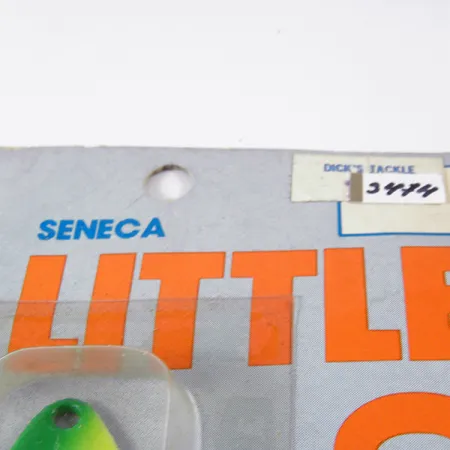 DICK'S TACKLE
3474
SENECA
LITTLE